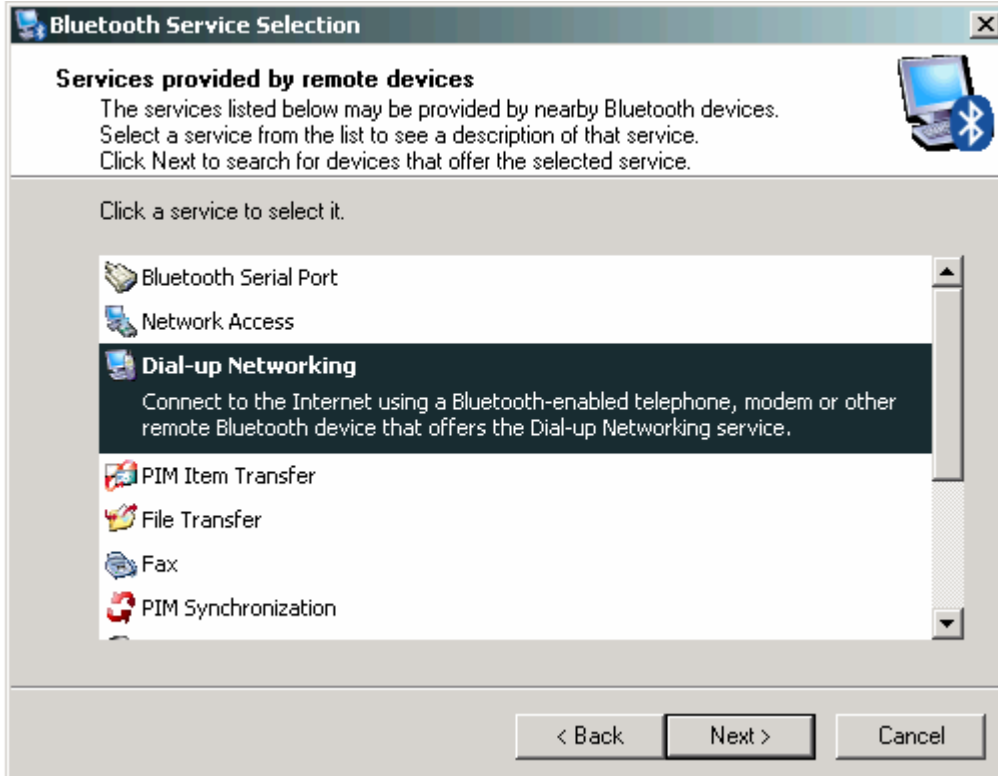 Bluetooth Service Selection
Services provided by remote devices
The services listed below may be provided by nearby Bluetooth devices.
Select a service from the list to see a description of that service.
Click Next to search for devices that offer the selected service.
Click a service to select it.
Bluetooth Serial Port
Network Access
Dial-up Networking
Connect to the Internet using a Bluetooth-enabled telephone, modem or other
remote Bluetooth device that offers the Dial-up Networking service.
PIM Item Transfer
File Transfer
Fax
PIM Synchronization
< Back Next > Cancel